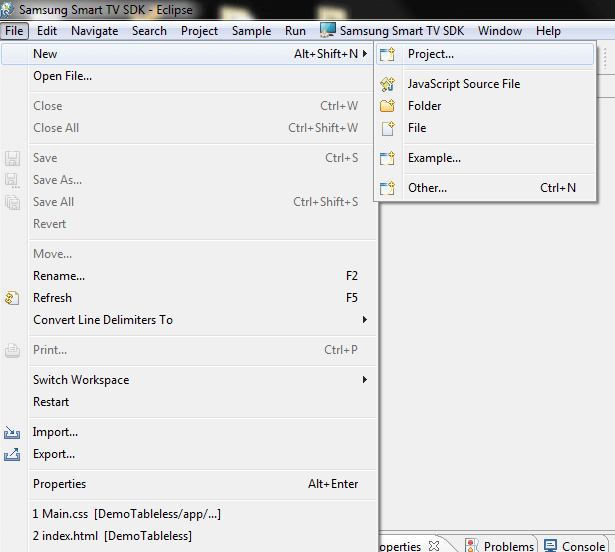 Samsung Smart TV SDK - Eclipse
File Edit Navigate Search Project Sample Run Samsung Smart TV SDK Window Help
New Alt+Shift+N
Open File...
Close Ctrl+W
Close All Ctrl+Shift+W
Save Ctrl+S
Save As...
Save All Ctrl+Shift+S
Revert
Move...
Rename... F2
Refresh F5
Convert Line Delimiters To
Print... Ctrl+P
Switch Workspace
Restart
Import...
Export...
Properties Alt+Enter
1 Main.css [DemoTableless/app/...]
2 index.html [DemoTableless]
Project...
JavaScript Source File
Folder
File
Example...
Other... Ctrl+N
operties Problems Console